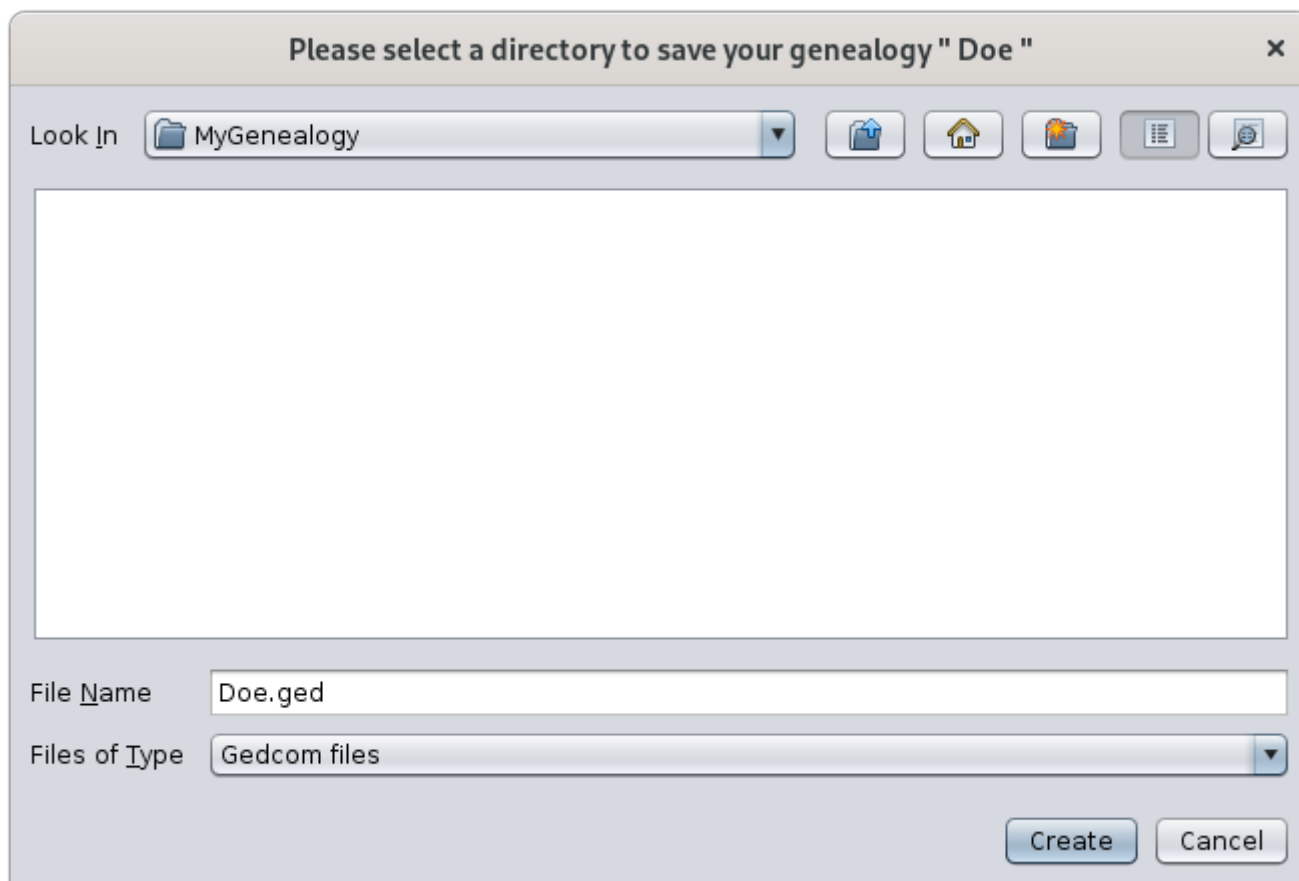 Please select a directory to save your genealogy " Doe "
Look In MyGenealogy
File Name Doe.ged
Files of Type Gedcom files
Create Cancel